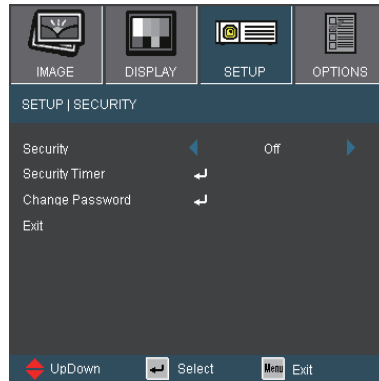 IMAGE DISPLAY SETUP OPTIONS
SETUP | SECURITY
Security Off
Security Timer
Change Password
Exit
UpDown Select Menu Exit